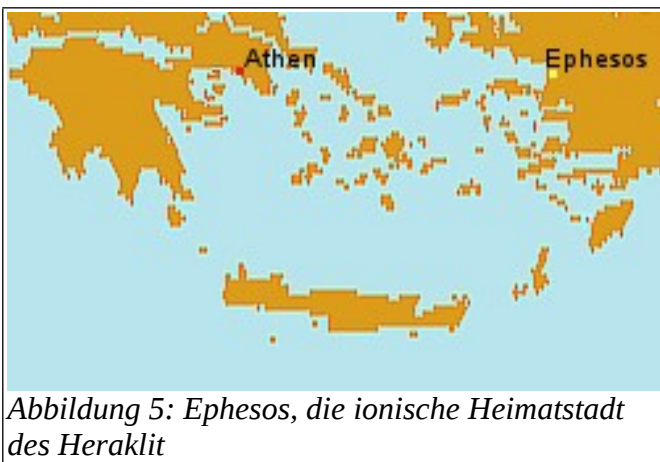 Athen
Ephesos
Abbildung 5: Ephesos, die ionische Heimatstadt
des Heraklit